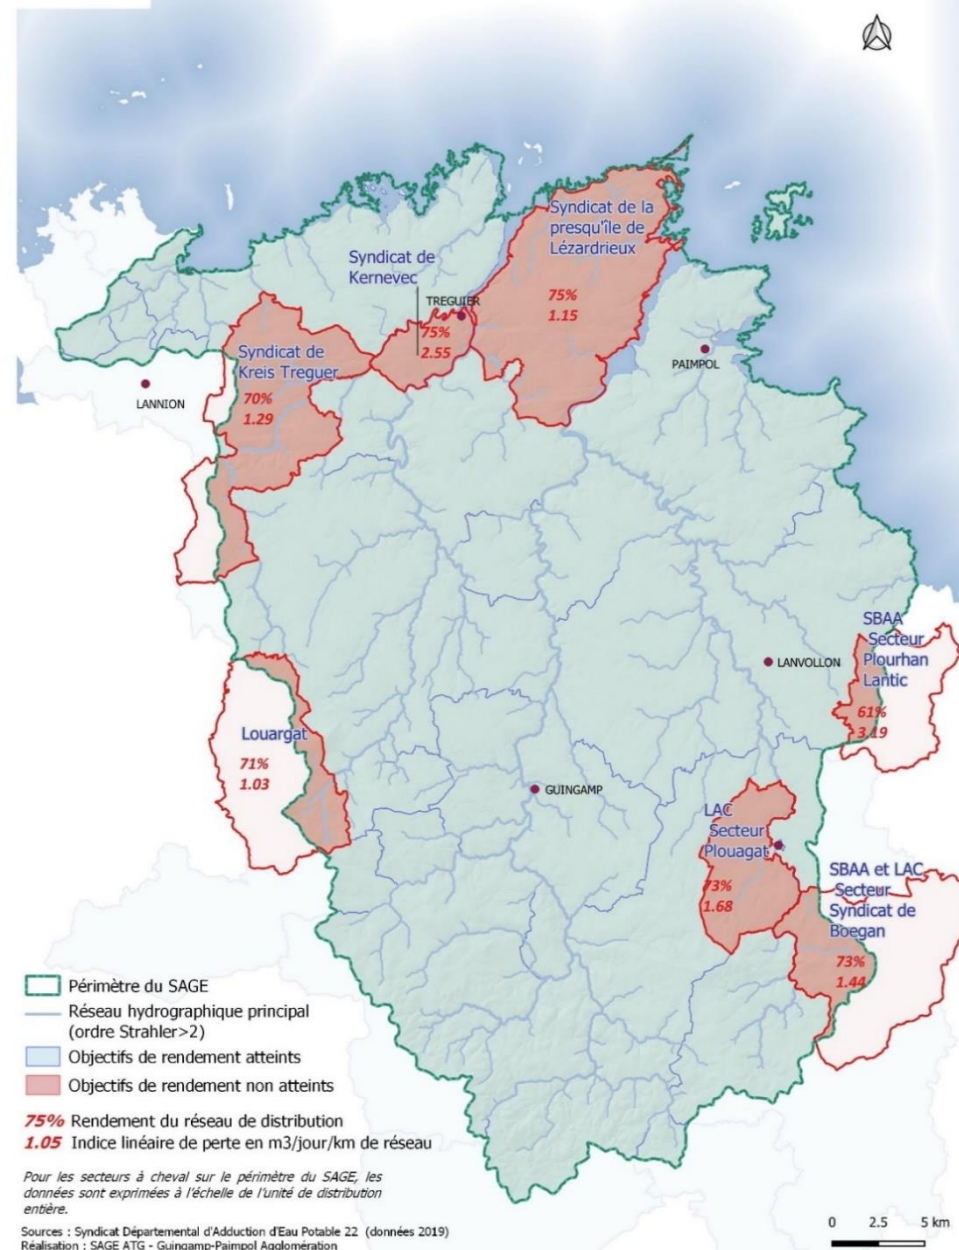 Syndicat de la
presqu'île de
Lézardrieux
75%
1.15
Syndicat de
Kernevec
TREGUIER
75%
2.55
PAIMPOL
Syndicat de
Kreis Treguer
70%
1.29
LANNION
SBAA
Secteur
Plourhan
Lantic
61%
3.19
LANVOLLON
Louargat
71%
1.03
GUINGAMP
LAC
Secteur
Plouagat
73%
1.68
SBAA et LAC
Secteur
Syndicat de
Boegan
73%
1.44
Périmètre du SAGE
Réseau hydrographique principal
(ordre Strahler>2)
Objectifs de rendement atteints
Objectifs de rendement non atteints
75% Rendement du réseau de distribution
1.05 Indice linéaire de perte en m3/jour/km de réseau
Pour les secteurs à cheval sur le périmètre du SAGE, les
données sont exprimées à l'échelle de l'unité de distribution
entière.
Sources : Syndicat Départemental d'Adduction d'Eau Potable 22 (données 2019)
Réalisation : SAGE ATG - Guingamp-Paimpol Agglomération
0 2.5 5 km